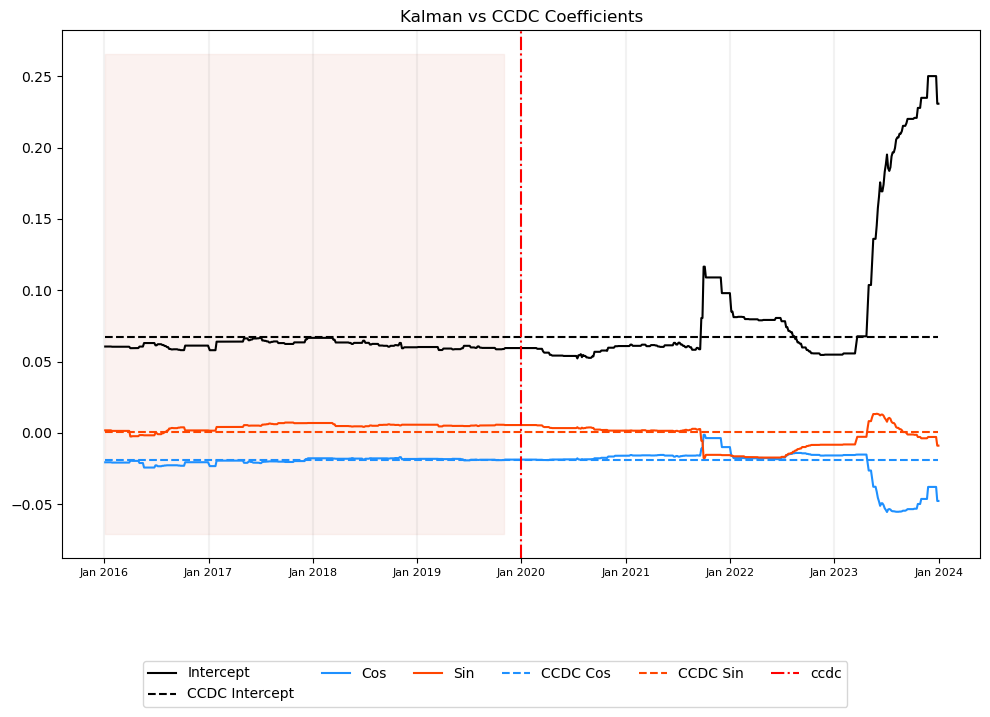 Kalman vs CCDC Coefficients
0.25
0.20
0.15
0.10
0.05
0.00
−0.05
Jan 2016 Jan 2017 Jan 2018 Jan 2019 Jan 2020 Jan 2021 Jan 2022 Jan 2023 Jan 2024
Intercept Cos Sin CCDC Cos CCDC Sin ccdc
CCDC Intercept